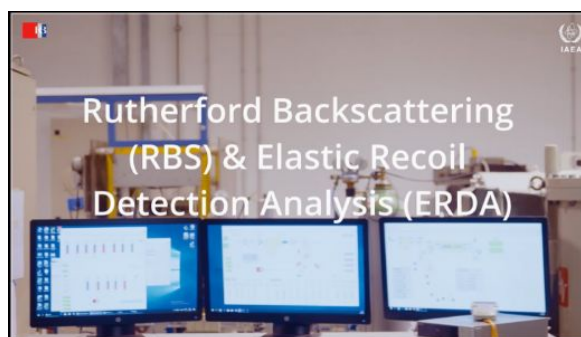 IAEA
Rutherford Backscattering
(RBS) & Elastic Recoil
Detection Analysis (ERDA)